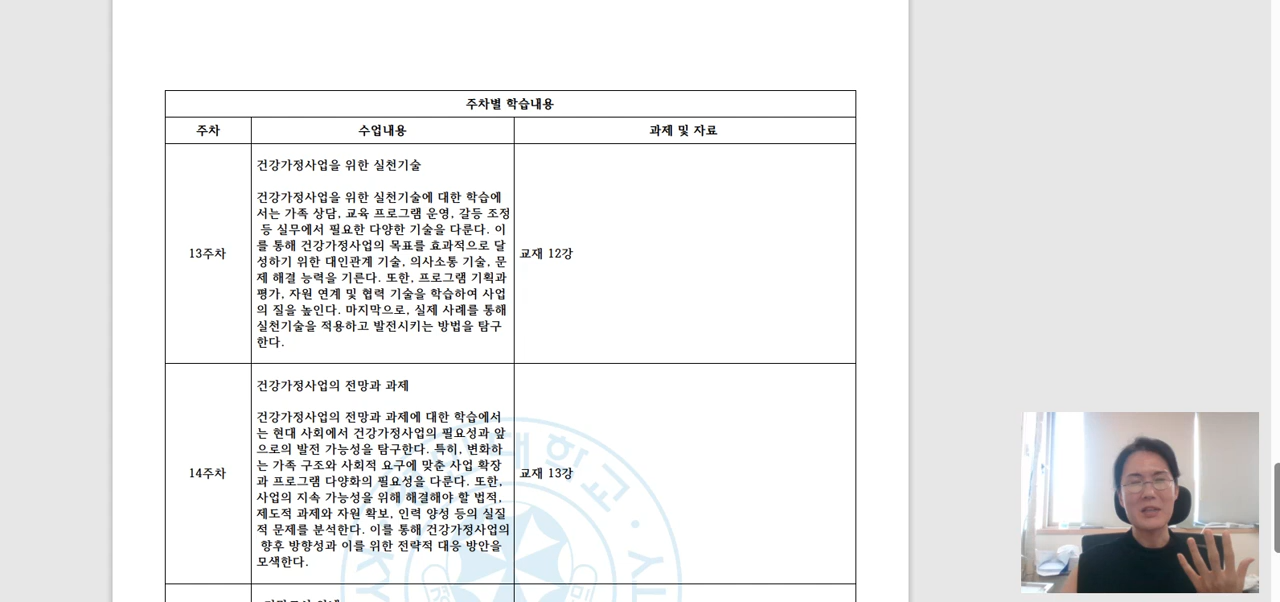 주차별 학습내용
주차
수업내용
과제 및 자료
건강가정사업을 위한 실천기술
건강가정사업을 위한 실천기술에 대한 학습에
서는 가족 상담, 교육 프로그램 운영, 갈등 조정
등 실무에서 필요한 다양한 기술을 다룬다. 이
를 통해 건강가정사업의 목표를 효과적으로 달
성하기 위한 대인관계 기술, 의사소통 기술, 문
제 해결 능력을 기른다. 또한, 프로그램 기획과
평가, 자원 연계 및 협력 기술을 학습하여 사업
의 질을 높인다. 마지막으로, 실제 사례를 통해
실천기술을 적용하고 발전시키는 방법을 탐구
한다.
13주차
교재 12강
건강가정사업의 전망과 과제
건강가정사업의 전망과 과제에 대한 학습에서
는 현대 사회에서 건강가정사업의 필요성과 앞
으로의 발전 가능성을 탐구한다. 특히, 변화하
는 가족 구조와 사회적 요구에 맞춘 사업 확장
과 프로그램 다양화의 필요성을 다룬다. 또한,
사업의 지속 가능성을 위해 해결해야 할 법적,
제도적 과제와 자원 확보, 인력 양성 등의 실질
적 문제를 분석한다. 이를 통해 건강가정사업의
향후 방향성과 이를 위한 전략적 대응 방안을
모색한다.
14주차
교재 13강
대학교